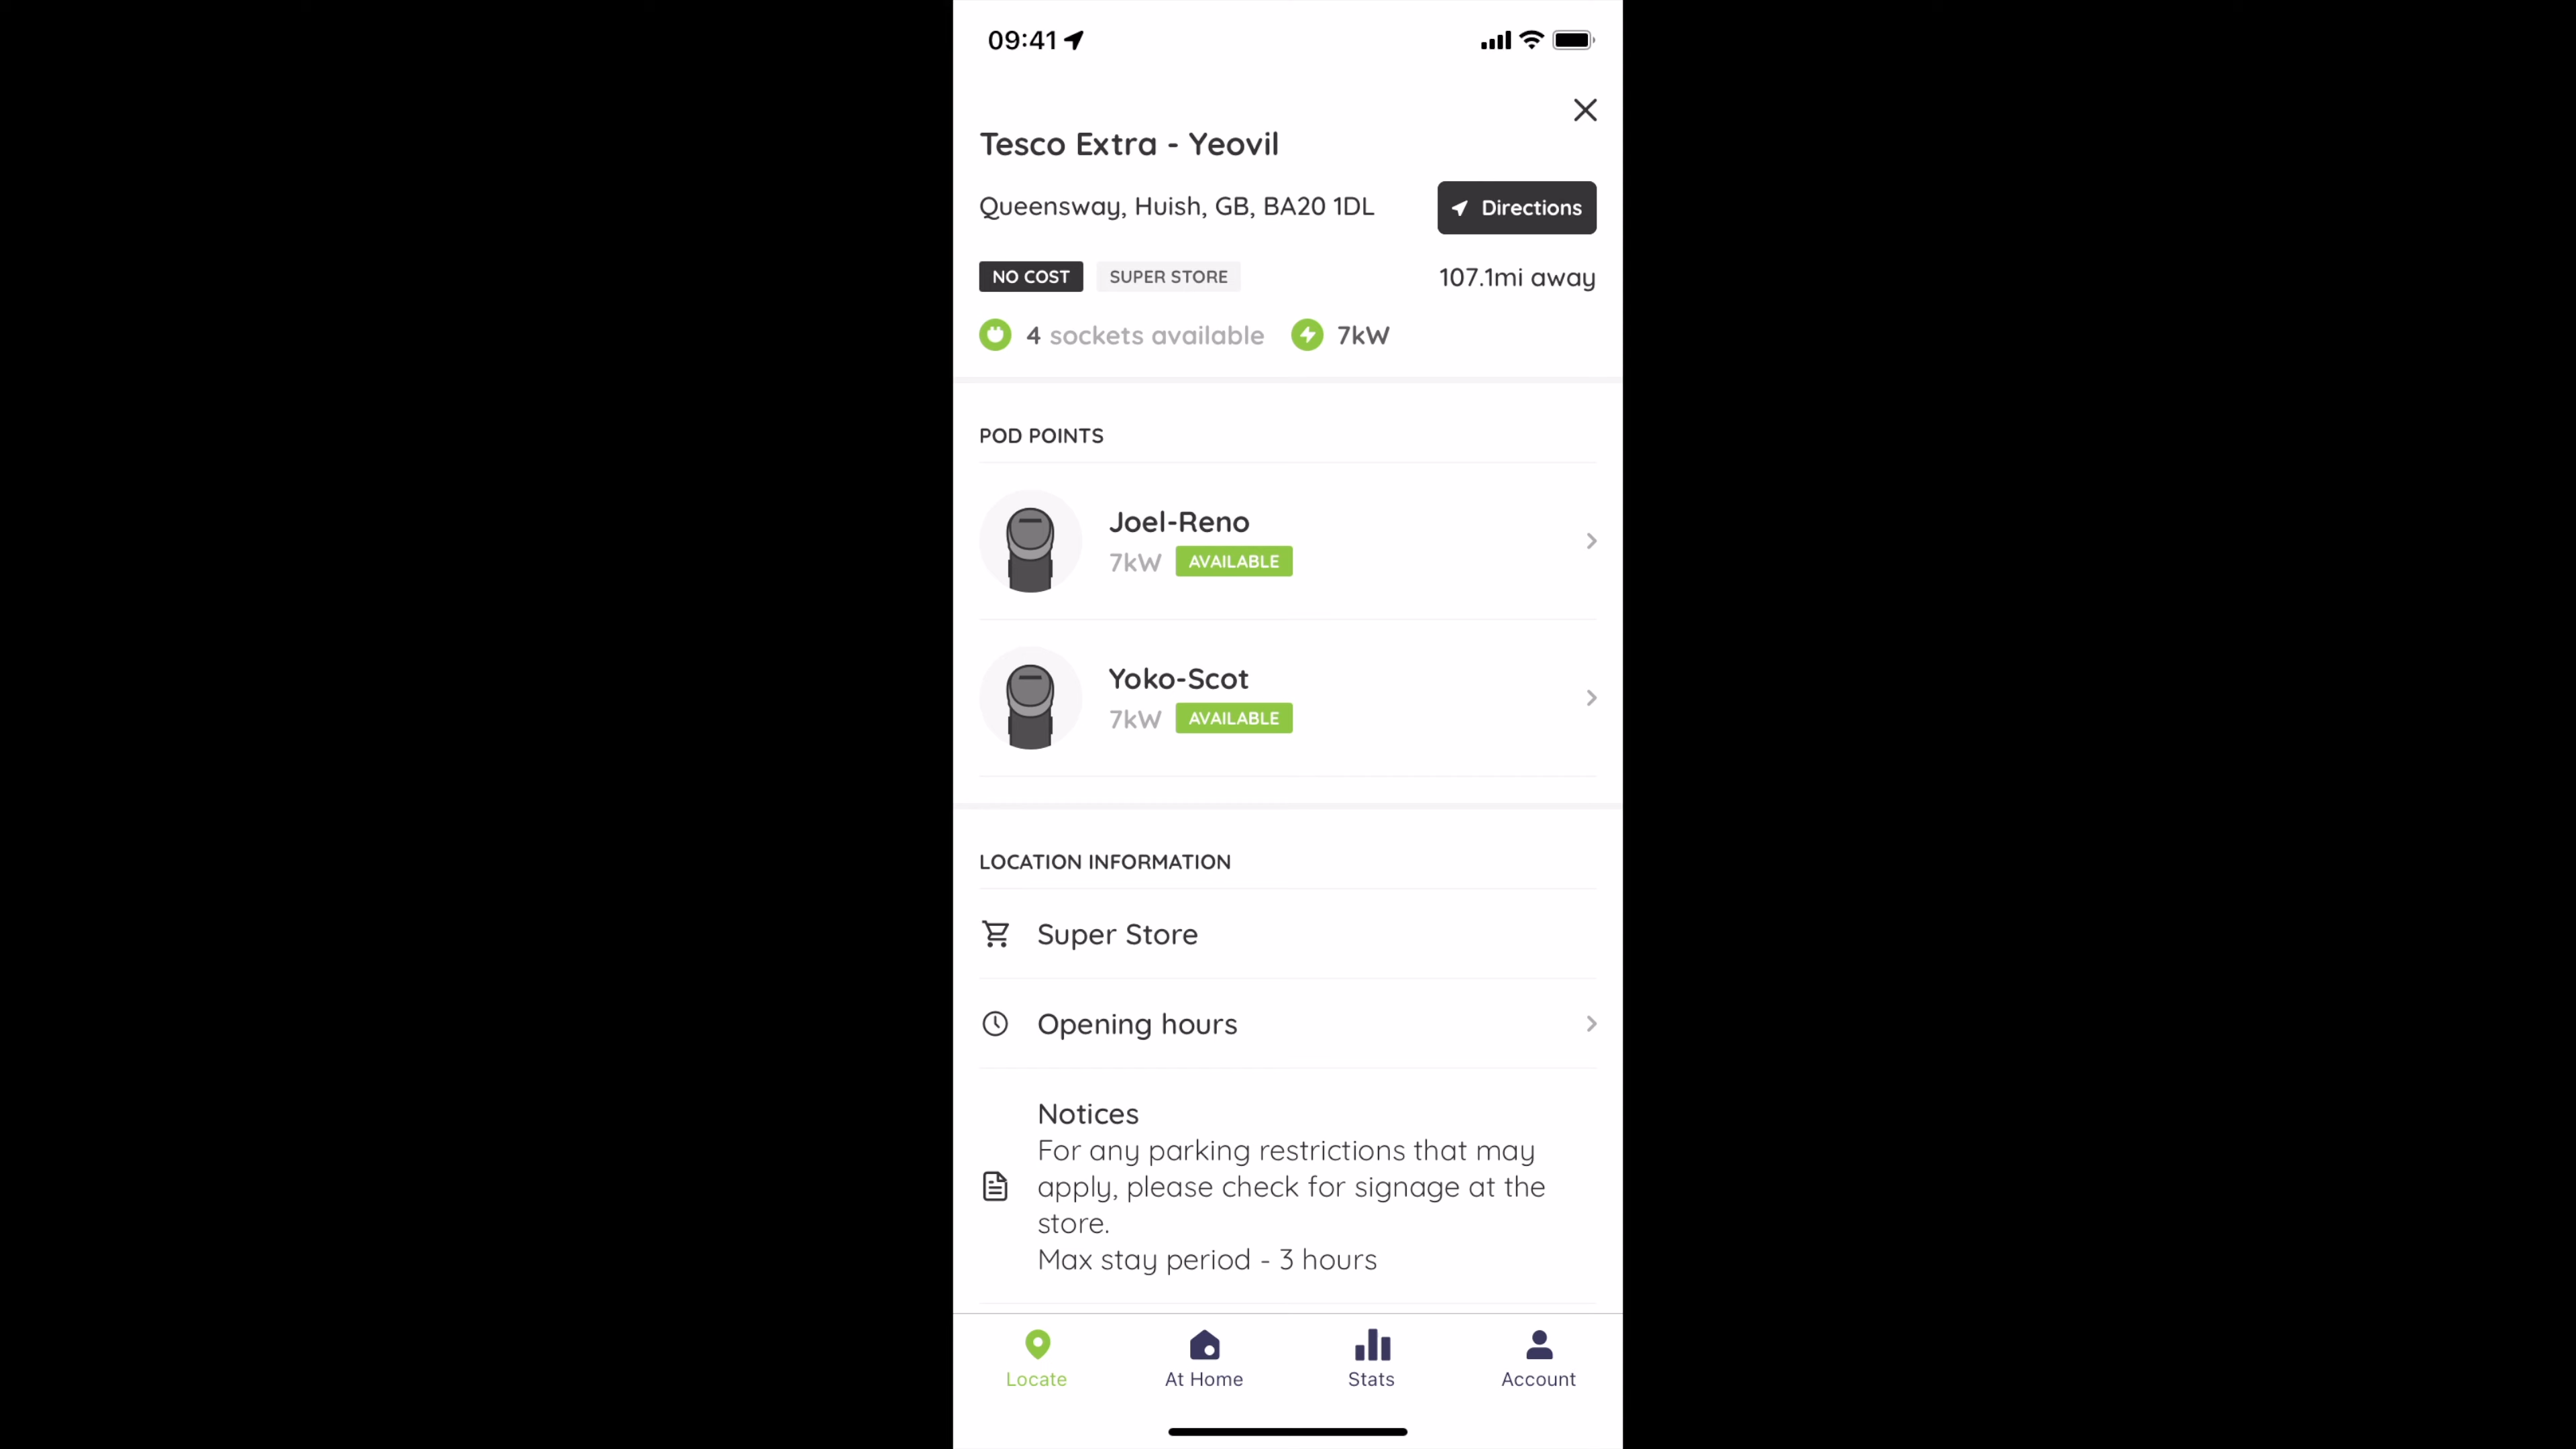 09:41
Tesco Extra - Yeovil
Queensway, Huish, GB, BA20 1DL
Directions
NO COST SUPER STORE 107.1mi away
4 sockets available 7kW
POD POINTS
Joel-Reno
7kW AVAILABLE
Yoko-Scot
7kW AVAILABLE
LOCATION INFORMATION
Super Store
Opening hours
Notices
For any parking restrictions that may
apply, please check for signage at the
store.
Max stay period - 3 hours
Locate At Home Stats Account